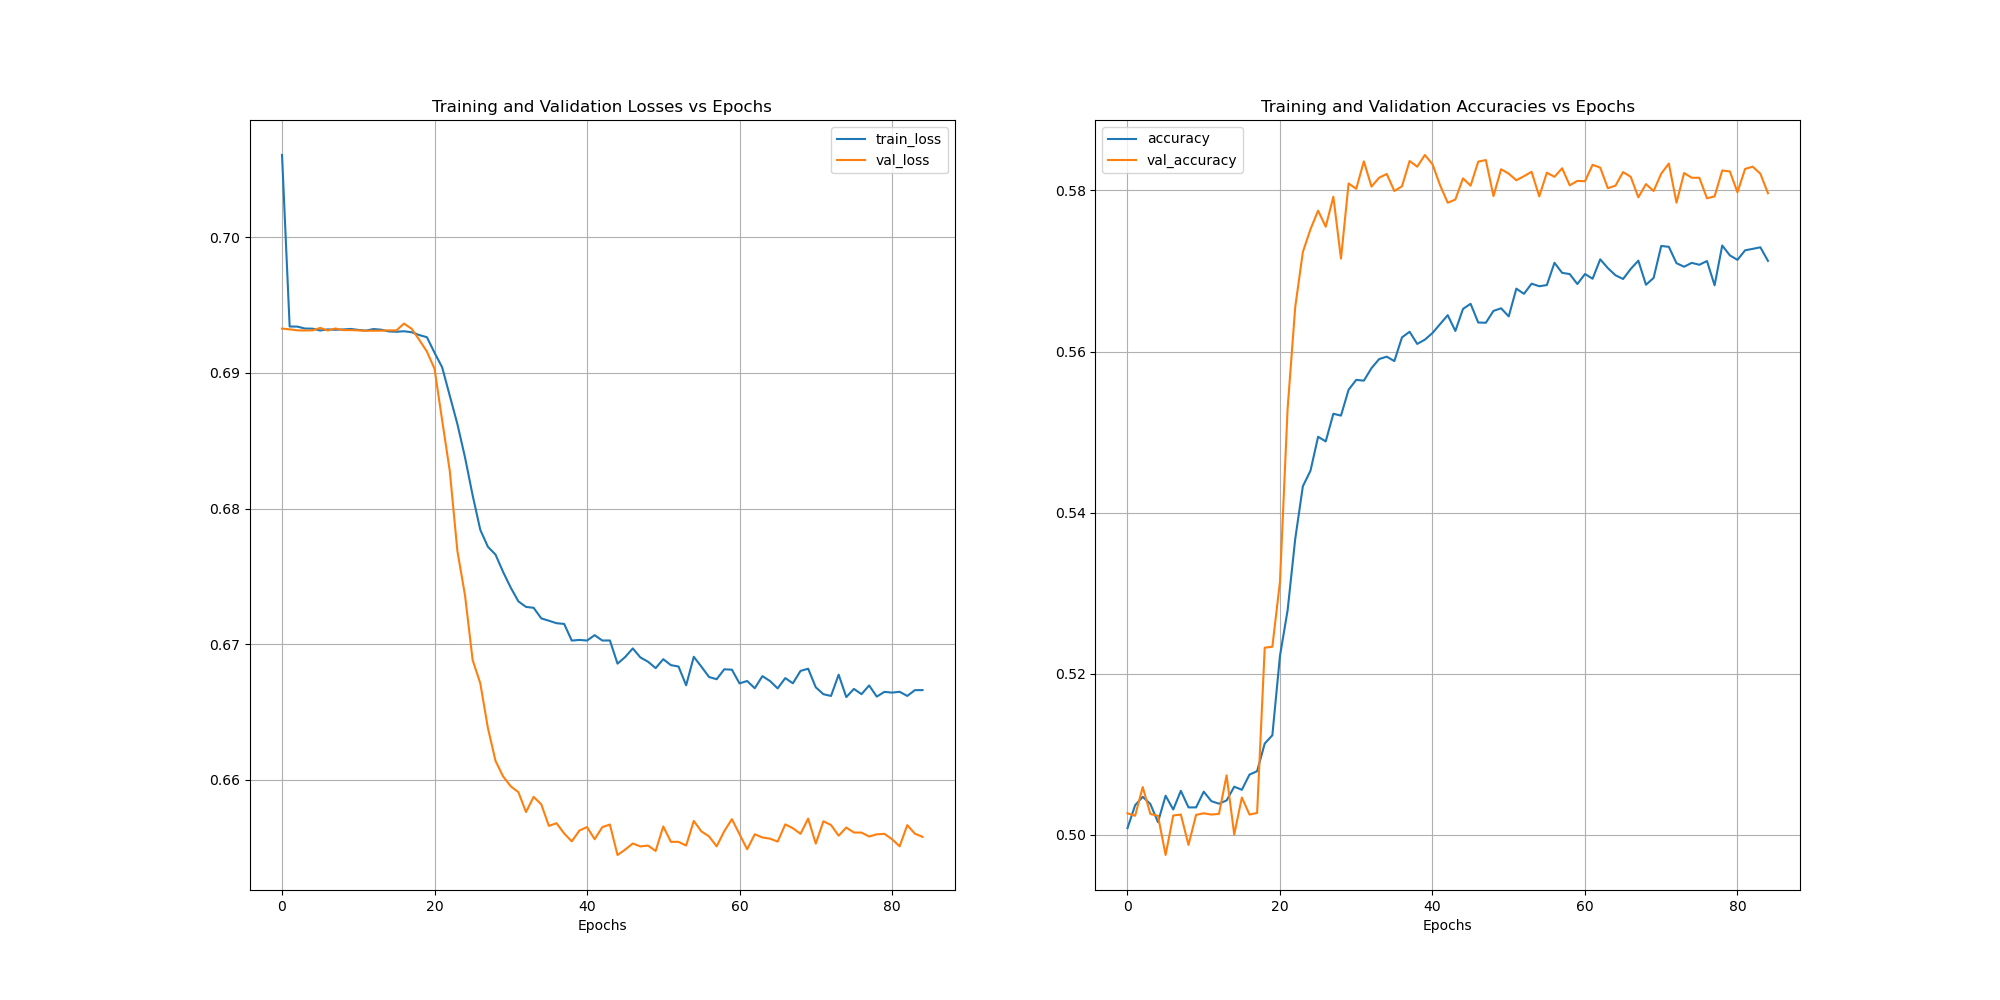 Training and Validation Losses vs Epochs
train_loss
val_loss
0.70
0.69
0.68
0.67
0.66
0 20 40 60 80
Epochs
Training and Validation Accuracies vs Epochs
accuracy
val_accuracy
0.58
0.56
0.54
0.52
0.50
0 20 40 60 80
Epochs